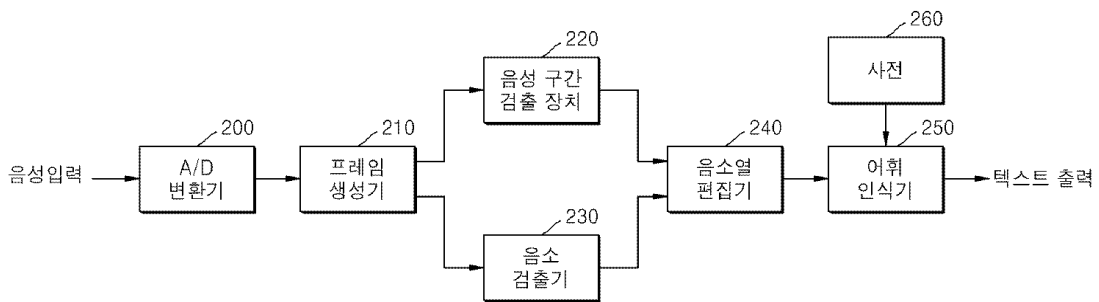 260
사전
220
음성 구간
검출 장치
200
A/D
변환기
210
프레임
생성기
240
음소열
편집기
250
어휘
인식기
음성입력
텍스트 출력
230
음소
검출기